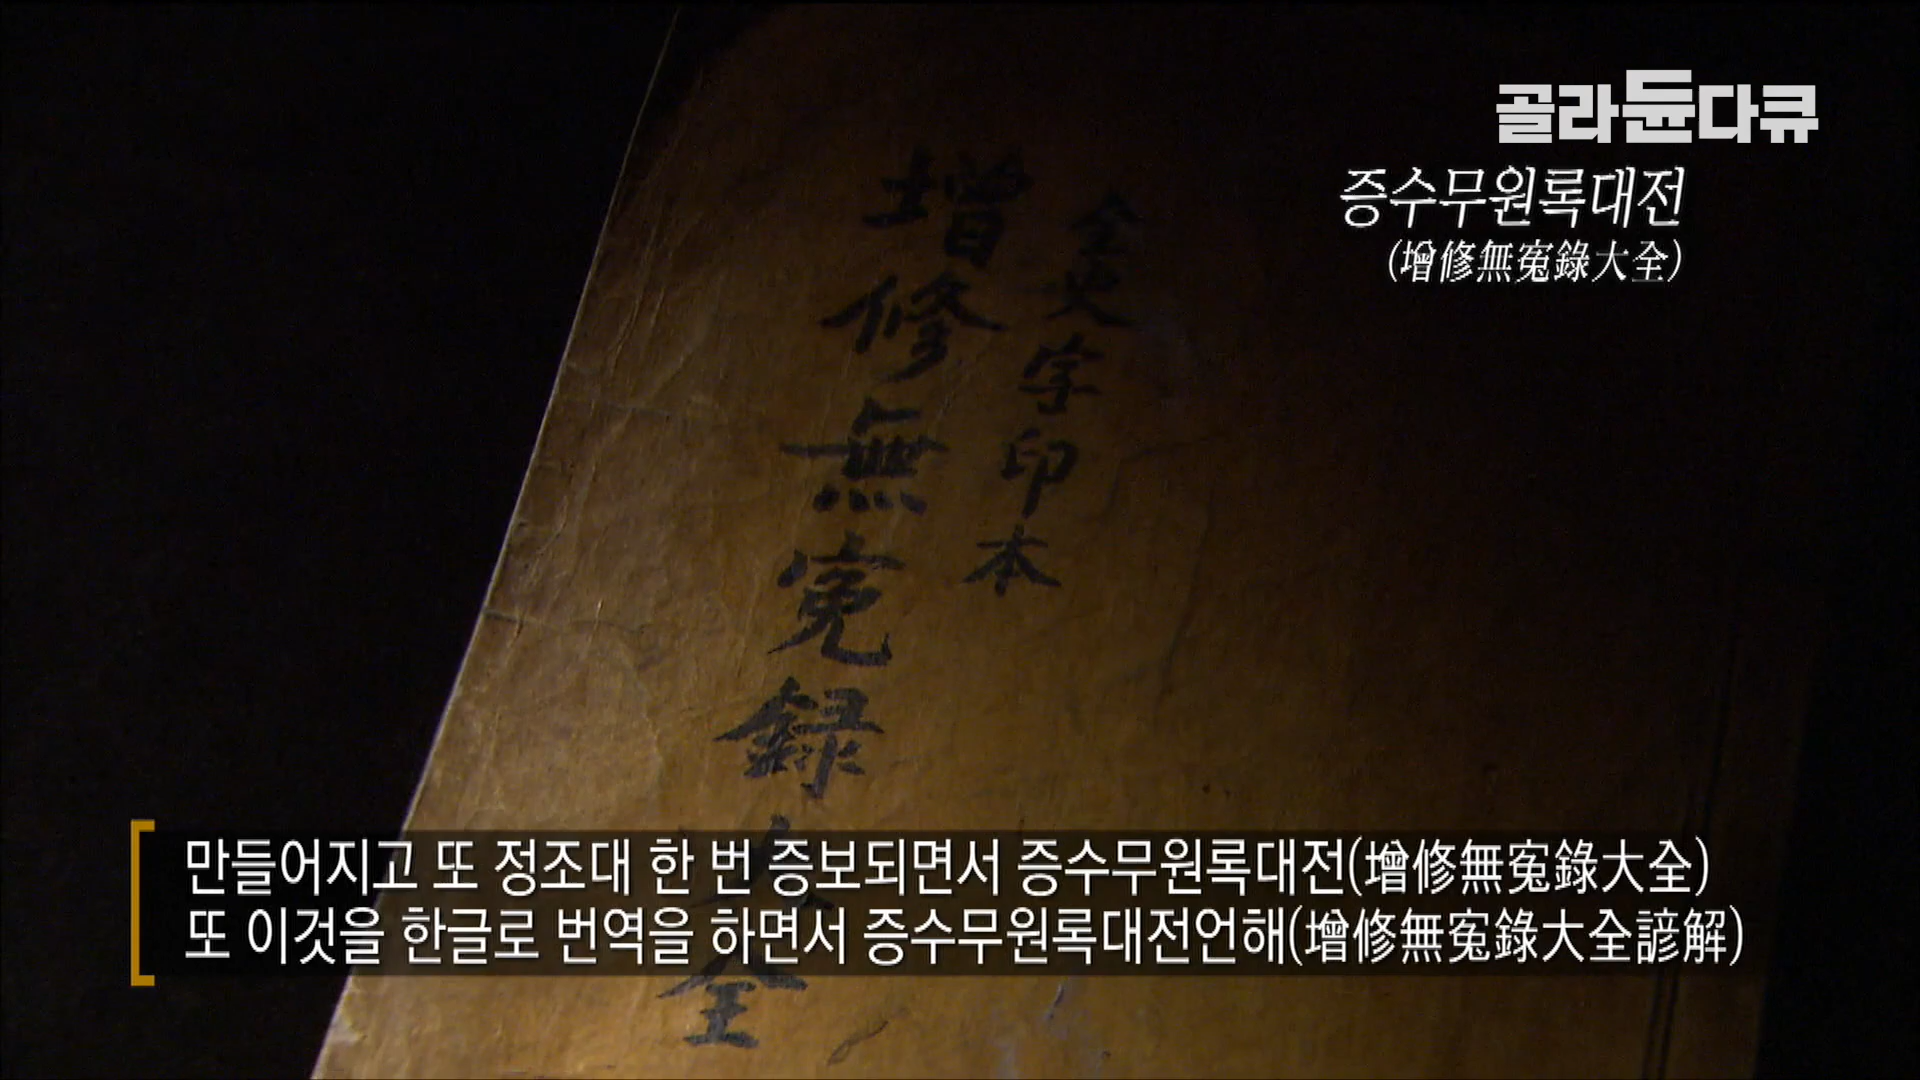 골라듄다큐
증수무원록대전
(增修無寃錄大全)
全史字印本
增修無寃録大全
만들어지고 또 정조대 한 번 증보되면서 증수무원록대전(增修無寃錄大全)
또 이것을 한글로 번역을 하면서 증수무원록대전언해(增修無寃錄大全諺解)